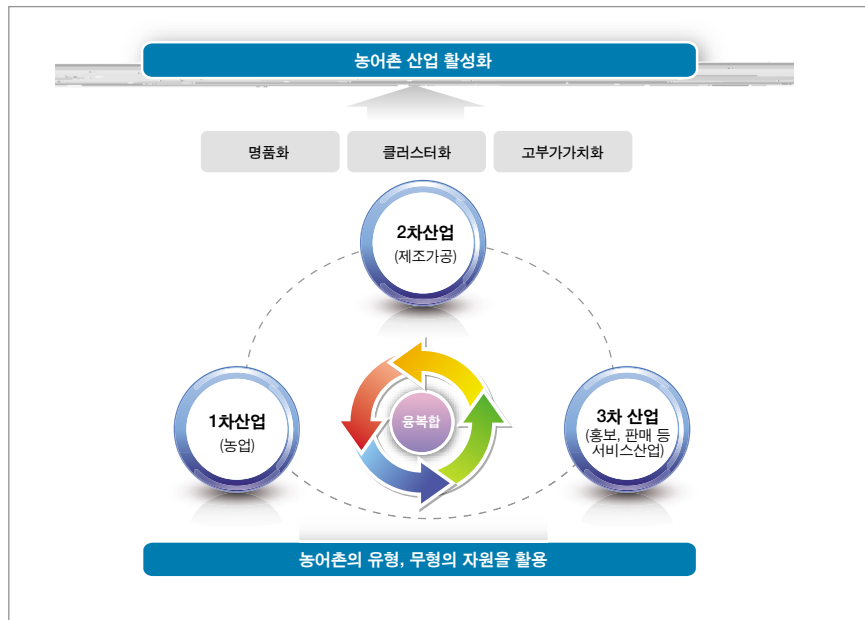 농어촌 산업 활성화
명품화
클러스터화
고부가가치화
2차산업
(제조가공)
1차산업
(농업)
융복합
3차 산업
(홍보, 판매 등
서비스산업)
농어촌의 유형, 무형의 자원을 활용